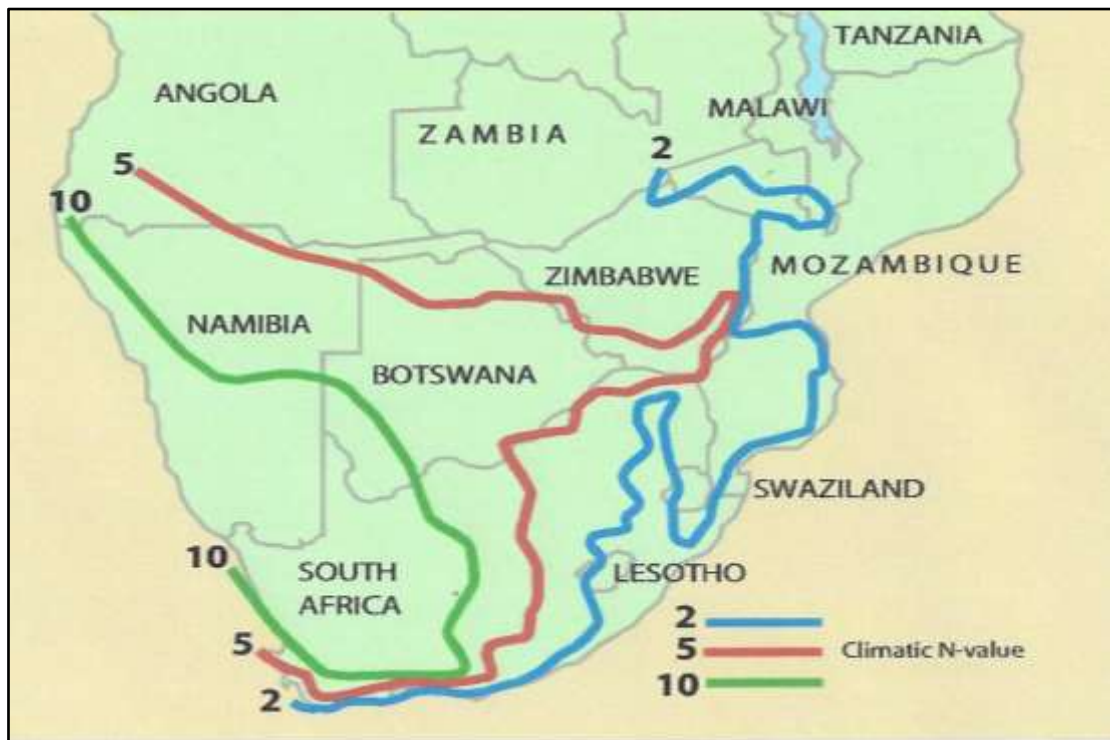 TANZANIA
ANGOLA
MALAWI
ZAMBIA
2
5
10
MOZAMBIQUE
ZIMBABWE
NAMIBIA
BOTSWANA
SWAZILAND
10
SOUTH
AFRICA
LESOTHO
2
5 Climatic N-value
10
5
2